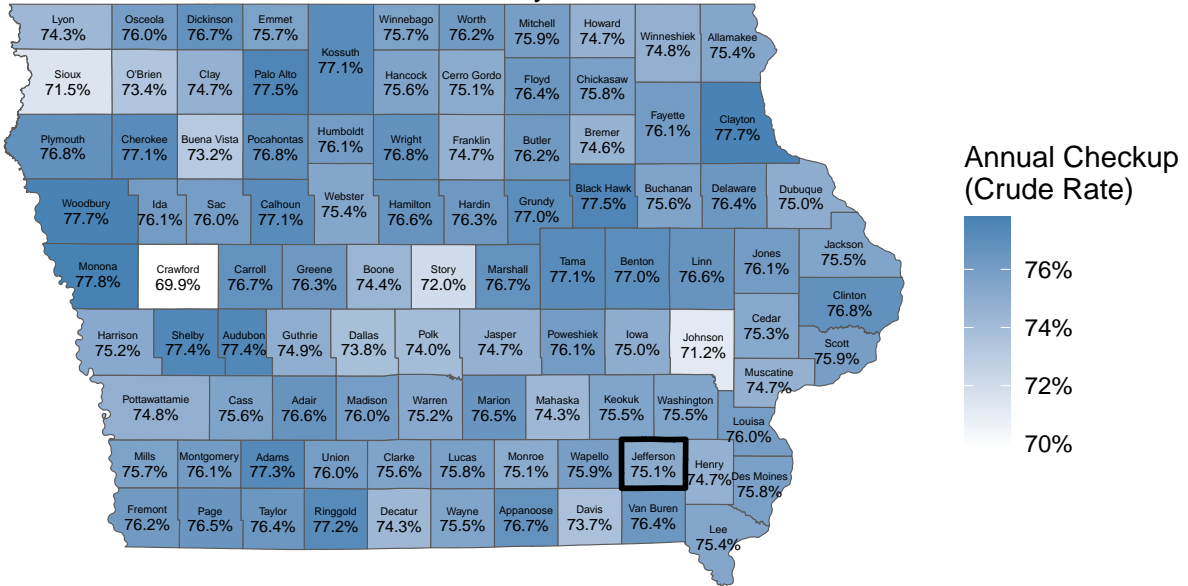 Lyon
74.3%
Osceola
76.0%
Dickinson
76.7%
Emmet
75.7%
Kossuth
77.1%
Winnebago
75.7%
Worth
76.2%
Mitchell
75.9%
Howard
74.7%
Winneshiek
74.8%
Allamakee
75.4%
Sioux
71.5%
O'Brien
73.4%
Clay
74.7%
Palo Alto
77.5%
Hancock
75.6%
Cerro Gordo
75.1%
Floyd
76.4%
Chickasaw
75.8%
Fayette
76.1%
Clayton
77.7%
Plymouth
76.8%
Cherokee
77.1%
Buena Vista
73.2%
Pocahontas
76.8%
Humboldt
76.1%
Wright
76.8%
Franklin
74.7%
Butler
76.2%
Bremer
74.6%
Woodbury
77.7%
Ida
76.1%
Sac
76.0%
Calhoun
77.1%
Webster
75.4%
Hamilton
76.6%
Hardin
76.3%
Grundy
77.0%
Black Hawk
77.5%
Buchanan
75.6%
Delaware
76.4%
Dubuque
75.0%
Monona
77.8%
Crawford
69.9%
Carroll
76.7%
Greene
76.3%
Boone
74.4%
Story
72.0%
Marshall
76.7%
Tama
77.1%
Benton
77.0%
Linn
76.6%
Jones
76.1%
Jackson
75.5%
Clinton
76.8%
Harrison
75.2%
Shelby
77.4%
Audubon
77.4%
Guthrie
74.9%
Dallas
73.8%
Polk
74.0%
Jasper
74.7%
Poweshiek
76.1%
Iowa
75.0%
Johnson
71.2%
Cedar
75.3%
Scott
75.9%
Muscatine
74.7%
Pottawattamie
74.8%
Cass
75.6%
Adair
76.6%
Madison
76.0%
Warren
75.2%
Marion
76.5%
Mahaska
74.3%
Keokuk
75.5%
Washington
75.5%
Louisa
76.0%
Mills
75.7%
Montgomery
76.1%
Adams
77.3%
Union
76.0%
Clarke
75.6%
Lucas
75.8%
Monroe
75.1%
Wapello
75.9%
Jefferson
75.1%
Henry
74.7%
Des Moines
75.8%
Fremont
76.2%
Page
76.5%
Taylor
76.4%
Ringgold
77.2%
Decatur
74.3%
Wayne
75.5%
Appanoose
76.7%
Davis
73.7%
Van Buren
76.4%
Lee
75.4%
Annual Checkup
(Crude Rate)
76%
74%
72%
70%